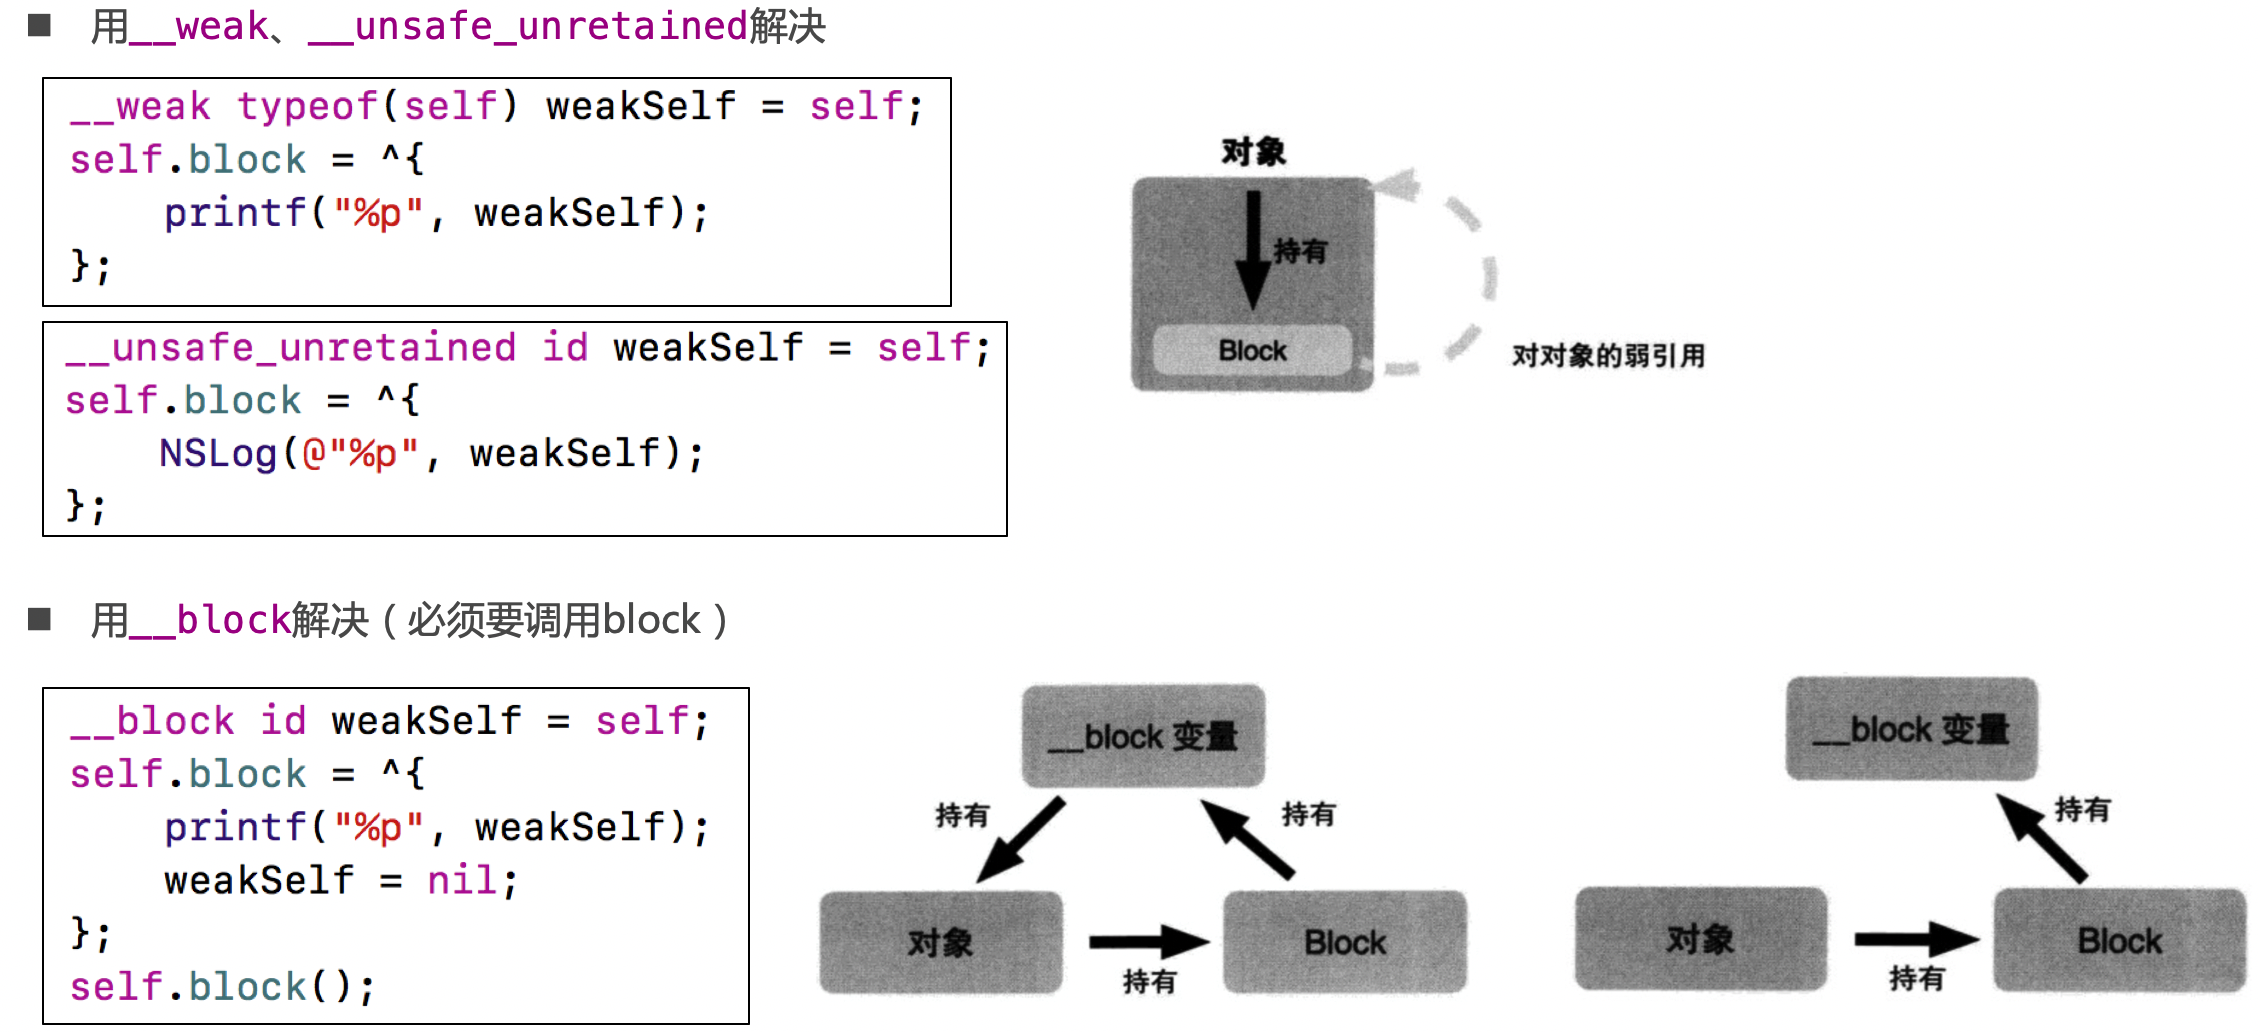 用__weak、__unsafe_unretained解决
__weak typeof(self) weakSelf = self;
self.block = ^{
    printf("%p", weakSelf);
};
对象
持有
Block
对对象的弱引用
__unsafe_unretained id weakSelf = self;
self.block = ^{
    NSLog(@"%p", weakSelf);
};
用__block解决（必须要调用block）
__block id weakSelf = self;
self.block = ^{
    printf("%p", weakSelf);
    weakSelf = nil;
};
self.block();
__block 变量
持有
持有
对象
持有
Block
__block 变量
持有
对象
持有
Block